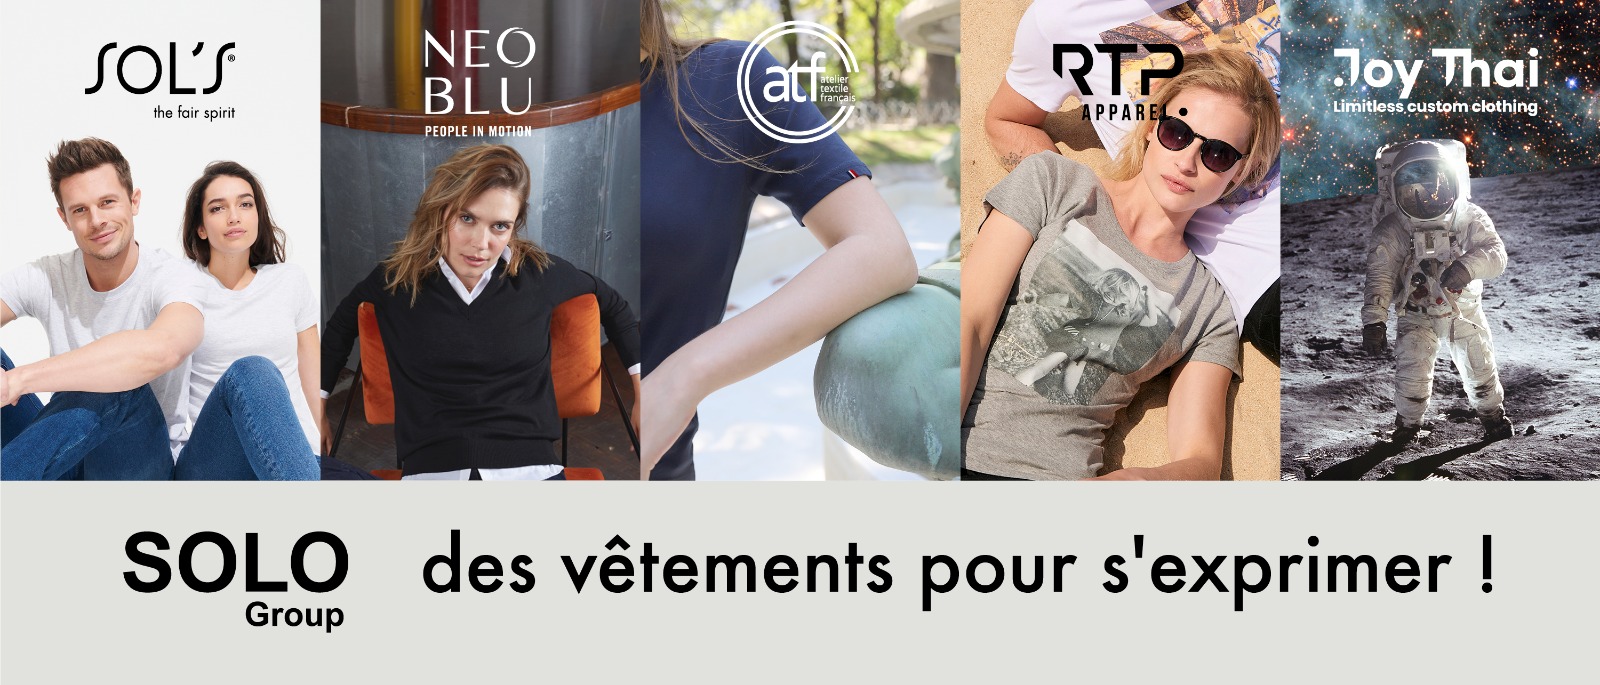 SOL'S®
the fair spirit
NEO
BLU
PEOPLE IN MOTION
atf
atelier
textile
français
RTP
APPAREL.
Joy Thai
Limitless custom clothing
SOLO
Group
des vêtements pour s'exprimer !